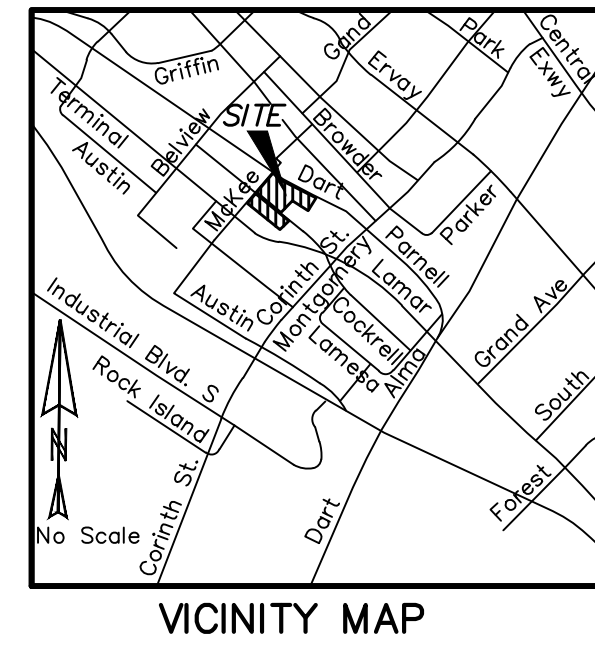 Griffin
Gand
Park
Central
Exwy
Ervay
Terminal
Austin
Belview
SITE
Browder
Dart
McKee
Parker
Parnell
Lamar
Corinth St.
Montgomery
Austin
Cockrell
Lamesa
Alma
Grand Ave
South
Forest
Industrial Blvd. S
Rock Island
N
No Scale
Corinth St.
Dart
VICINITY MAP